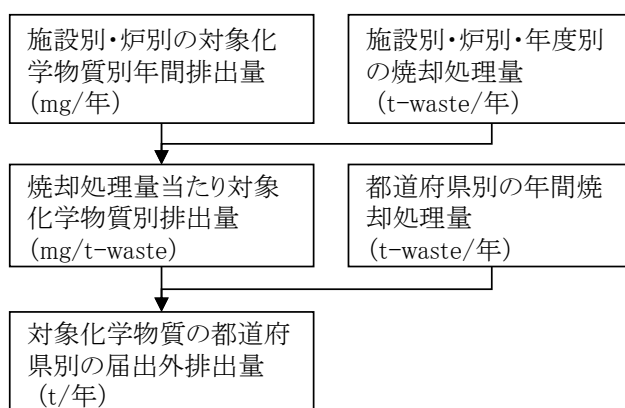 施設別・炉別の対象化
学物質別年間排出量
(mg/年)
施設別・炉別・年度別
の焼却処理量
(t-waste/年)
焼却処理量当たり対象
化学物質別排出量
(mg/t-waste)
都道府県別の年間焼
却処理量
(t-waste/年)
対象化学物質の都道府
県別の届出外排出量
(t/年)